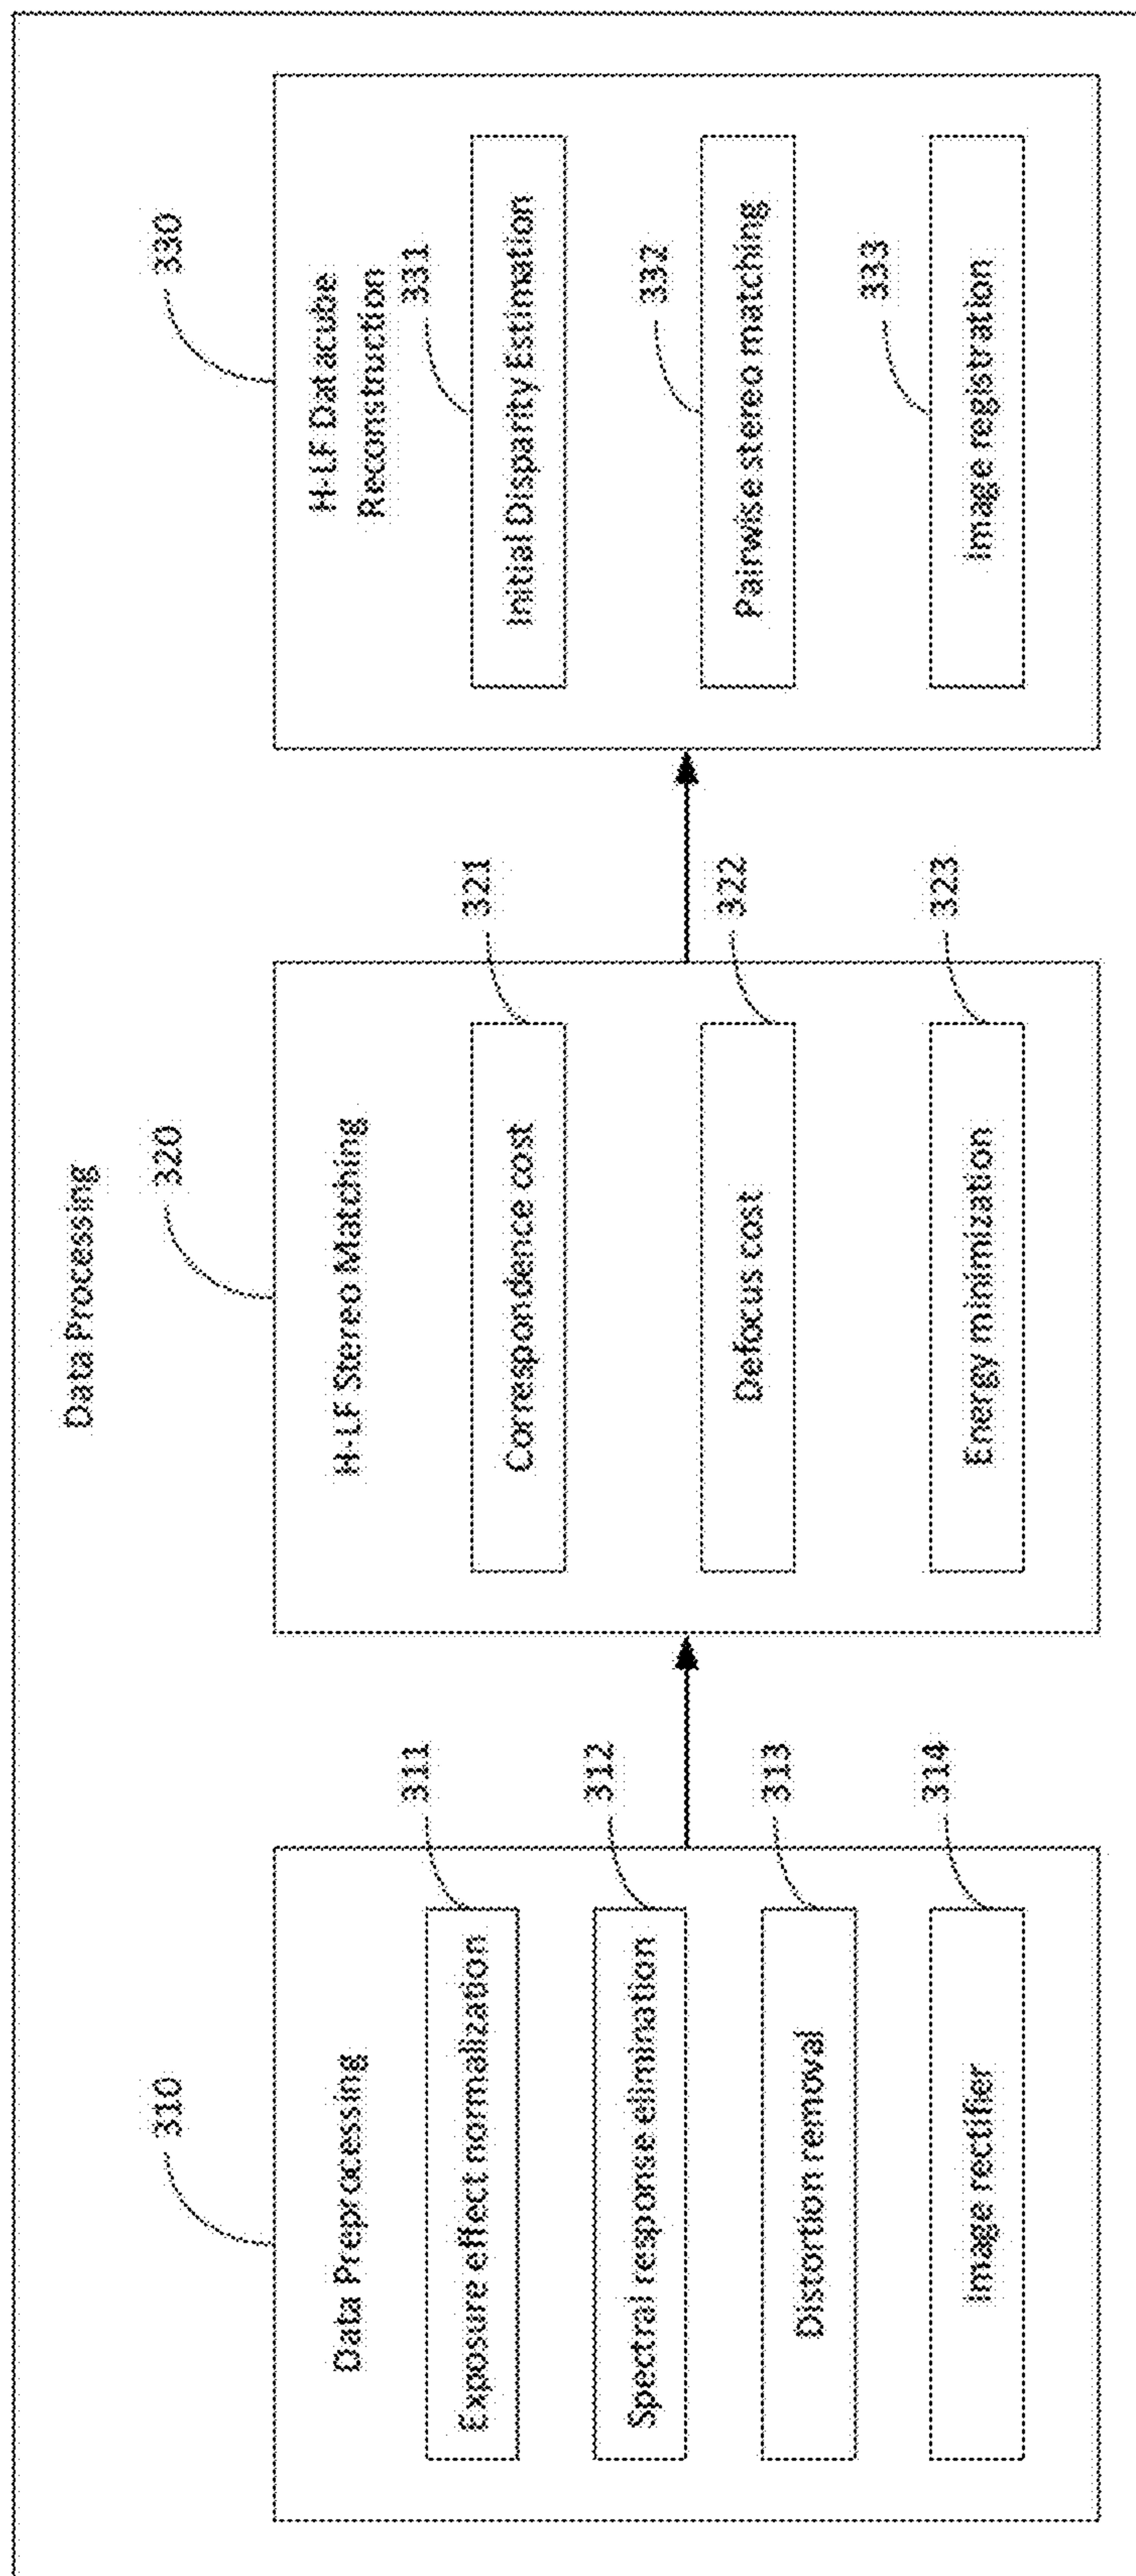 Data Processing
310
Data Preprocessing
311
Exposure effect normalization
312
Spectral response elimination
313
Distortion removal
314
Image rectifier
320
H-LF Stereo Matching
321
Correspondence cost
322
Defocus cost
323
Energy minimization
330
H-LF Datacube
Reconstruction
331
Initial Disparity Estimation
332
Pairwise stereo matching
333
Image registration